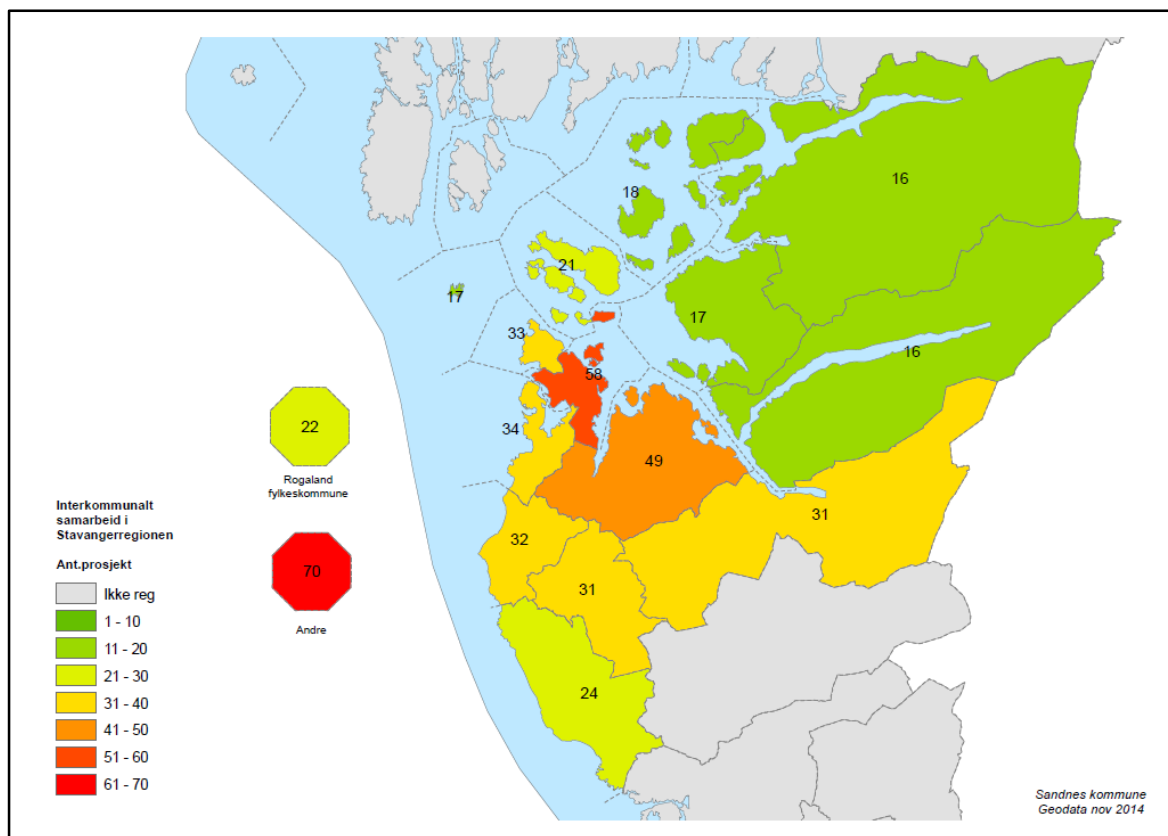 16
18
21
17
17
33
16
58
34
22
49
Rogaland
fylkeskommune
31
Interkommunalt
samarbeid i
Stavangerregionen
32
Ant.prosjekt
70
31
Ikke reg
1 - 10
Andre
11 - 20
21 - 30
24
31 - 40
41 - 50
51 - 60
61 - 70
Sandnes kommune
Geodata nov 2014